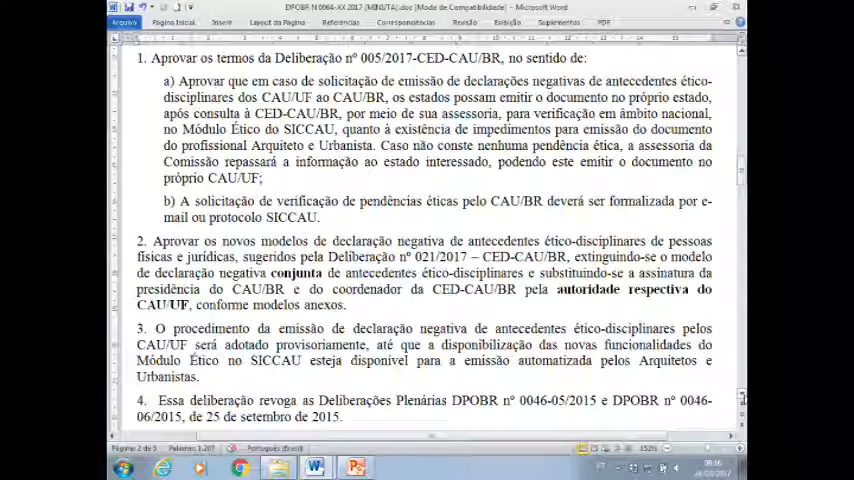 DPOBR N 0064-XX 2017 [MINUTA].doc [Modo de Compatibilidade] - Microsoft Word
Arquivo Página Inicial Inserir Layout da Página Referências Correspondências Revisão Exibição Suplementos PDF
1. Aprovar os termos da Deliberação nº 005/2017-CED-CAU/BR, no sentido de:
a) Aprovar que em caso de solicitação de emissão de declarações negativas de antecedentes ético-
disciplinares dos CAU/UF ao CAU/BR, os estados possam emitir o documento no próprio estado,
após consulta à CED-CAU/BR, por meio de sua assessoria, para verificação em âmbito nacional,
no Módulo Ético do SICCAU, quanto à existência de impedimentos para emissão do documento
do profissional Arquiteto e Urbanista. Caso não conste nenhuma pendência ética, a assessoria da
Comissão repassará a informação ao estado interessado, podendo este emitir o documento no
próprio CAU/UF;
b) A solicitação de verificação de pendências éticas pelo CAU/BR deverá ser formalizada por e-
mail ou protocolo SICCAU.
2. Aprovar os novos modelos de declaração negativa de antecedentes ético-disciplinares de pessoas
físicas e jurídicas, sugeridos pela Deliberação nº 021/2017 – CED-CAU/BR, extinguindo-se o modelo
de declaração negativa conjunta de antecedentes ético-disciplinares e substituindo-se a assinatura da
presidência do CAU/BR e do coordenador da CED-CAU/BR pela autoridade respectiva do
CAU/UF, conforme modelos anexos.
3. O procedimento da emissão de declaração negativa de antecedentes ético-disciplinares pelos
CAU/UF será adotado provisoriamente, até que a disponibilização das novas funcionalidades do
Módulo Ético no SICCAU esteja disponível para a emissão automatizada pelos Arquitetos e
Urbanistas.
4. Essa deliberação revoga as Deliberações Plenárias DPOBR nº 0046-05/2015 e DPOBR nº 0046-
06/2015, de 25 de setembro de 2015.
Página: 2 de 5 Palavras: 1.207 Português (Brasil)
PT